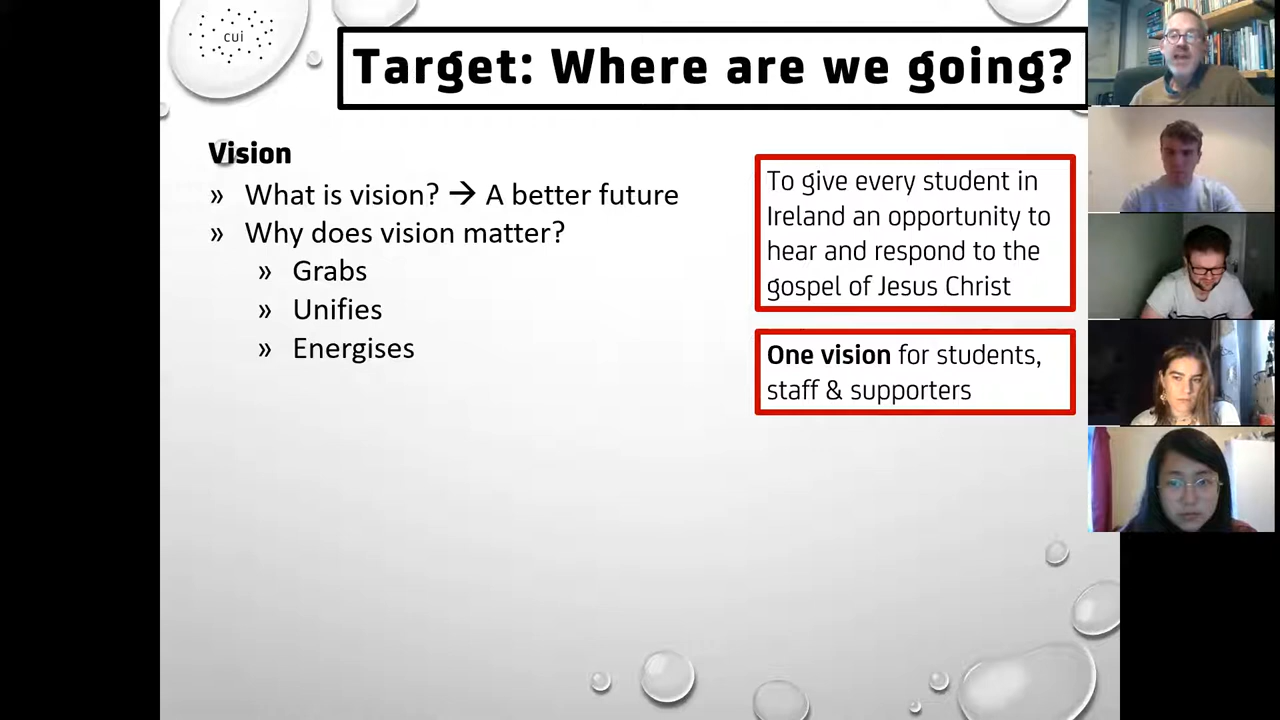 cui
Target: Where are we going?
Vision
» What is vision? → A better future
» Why does vision matter?
» Grabs
» Unifies
» Energises
To give every student in
Ireland an opportunity to
hear and respond to the
gospel of Jesus Christ
One vision for students,
staff & supporters